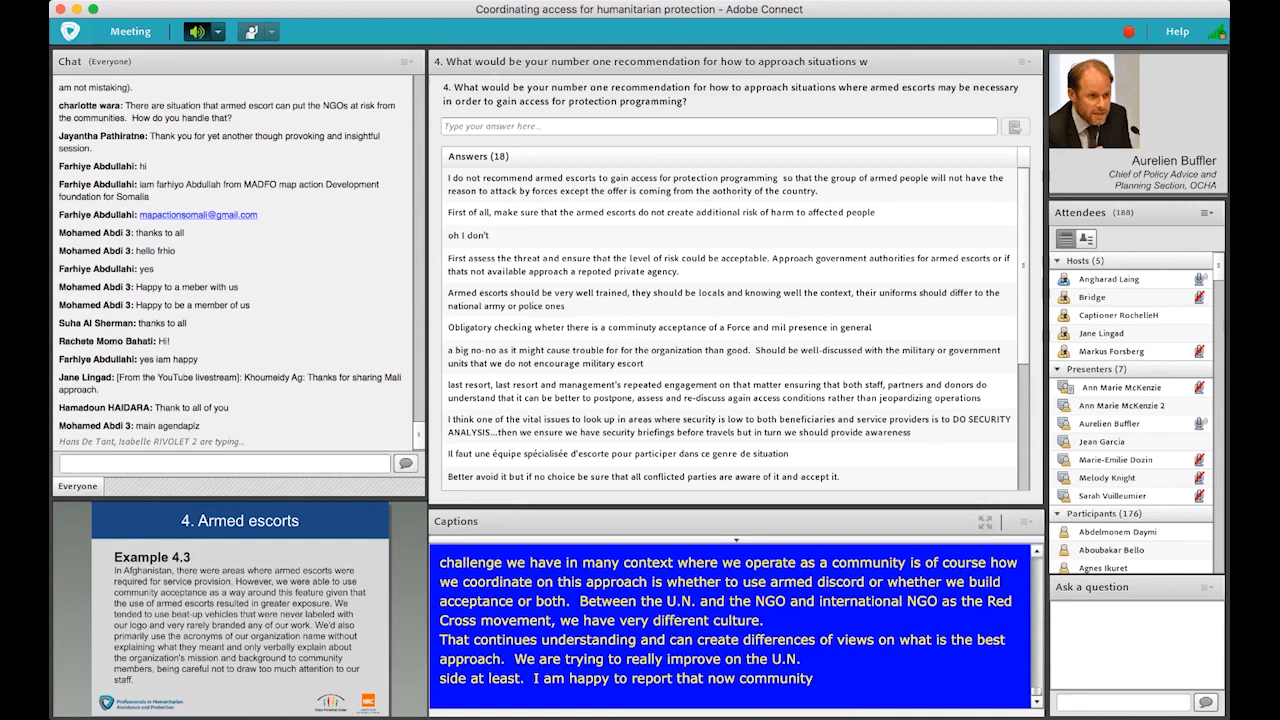 Coordinating access for humanitarian protection - Adobe Connect
Meeting
Help
Chat (Everyone)
am not mistaking).
charlotte wara: There are situation that armed escort can put the NGOs at risk from
the communities. How do you handle that?
Jayantha Pathiratne: Thank you for yet another though provoking and insightful
session.
Farhiye Abdullahi: hi
Farhiye Abdullahi: iam farhiyo Abdullah from MADFO map action Development
foundation for Somalia
Farhiye Abdullahi: mapactionsomali@gmail.com
Mohamed Abdi 3: thanks to all
Mohamed Abdi 3: hello frhio
Farhiye Abdullahi: yes
Mohamed Abdi 3: Happy to a meber with us
Mohamed Abdi 3: Happy to be a member of us
Suha Al Sherman: thanks to all
Rachete Momo Bahati: Hi!
Farhiye Abdullahi: yes iam happy
Jane Lingad: [From the YouTube livestream]: Khoumeidy Ag: Thanks for sharing Mali
approach.
Hamadoun HAIDARA: Thank to all of you
Mohamed Abdi 3: main agendaplz
Hans De Tant, Isabelle RIVOLET 2 are typing...
Everyone
4. Armed escorts
Example 4.3
In Afghanistan, there were areas where armed escorts were
required for service provision. However, we were able to use
community acceptance as a way around this feature given that
the use of armed escorts resulted in greater exposure. We
tended to use beat-up vehicles that were never labeled with
our logo and very rarely branded any of our work. We'd also
primarily use the acronyms of our organization name without
explaining what they meant and only verbally explain about
the organization's mission and background to community
members, being careful not to draw too much attention to our
staff.
Professionals in Humanitarian
Assistance and Protection
NRC
4. What would be your number one recommendation for how to approach situations w
4. What would be your number one recommendation for how to approach situations where armed escorts may be necessary
in order to gain access for protection programming?
Type your answer here...
Answers (18)
I do not recommend armed escorts to gain access for protection programming so that the group of armed people will not have the
reason to attack by forces except the offer is coming from the aothority of the country.
First of all, make sure that the armed escorts do not create additional risk of harm to affected people
oh I don't
First assess the threat and ensure that the level of risk could be acceptable. Approach government authorities for armed escorts or if
thats not available approach a repoted private agency.
Armed escorts should be very well trained, they should be locals and knowing well the context, their uniforms should differ to the
national army or police ones
Obligatory checking wheter there is a comminuty acceptance of a Force and mil presence in general
a big no-no as it might cause trouble for for the organization than good. Should be well-discussed with the military or government
units that we do not encourage military escort
last resort, last resort and management's repeated engagement on that matter ensuring that both staff, partners and donors do
understand that it can be better to postpone, assess and re-discuss again access conditions rather than jeopardizing operations
I think one of the vital issues to look up in areas where security is low to both beneficiaries and service providers is to DO SECURITY
ANALYSIS...then we ensure we have security briefings before travels but in turn we should provide awareness
Il faut une équipe spécialisée d'escorte pour participer dans ce genre de situation
Better avoid it but if no choice be sure that all conflicted parties are aware of it and accept it.
Captions
challenge we have in many context where we operate as a community is of course how
we coordinate on this approach is whether to use armed discord or whether we build
acceptance or both. Between the U.N. and the NGO and international NGO as the Red
Cross movement, we have very different culture.
That continues understanding and can create differences of views on what is the best
approach. We are trying to really improve on the U.N.
side at least. I am happy to report that now community
Aurelien Buffler
Chief of Policy Advice and
Planning Section, OCHA
Attendees (188)
Hosts (5)
Angharad Laing
Bridge
Captioner RochelleH
Jane Lingad
Markus Forsberg
Presenters (7)
Ann Marie McKenzie
Ann Marie McKenzie 2
Aurelien Buffler
Jean Garcia
Marie-Emilie Dozin
Melody Knight
Sarah Vuilleumier
Participants (176)
Abdelmonem Daymi
Aboubakar Bello
Agnes Ikuret
Ask a question